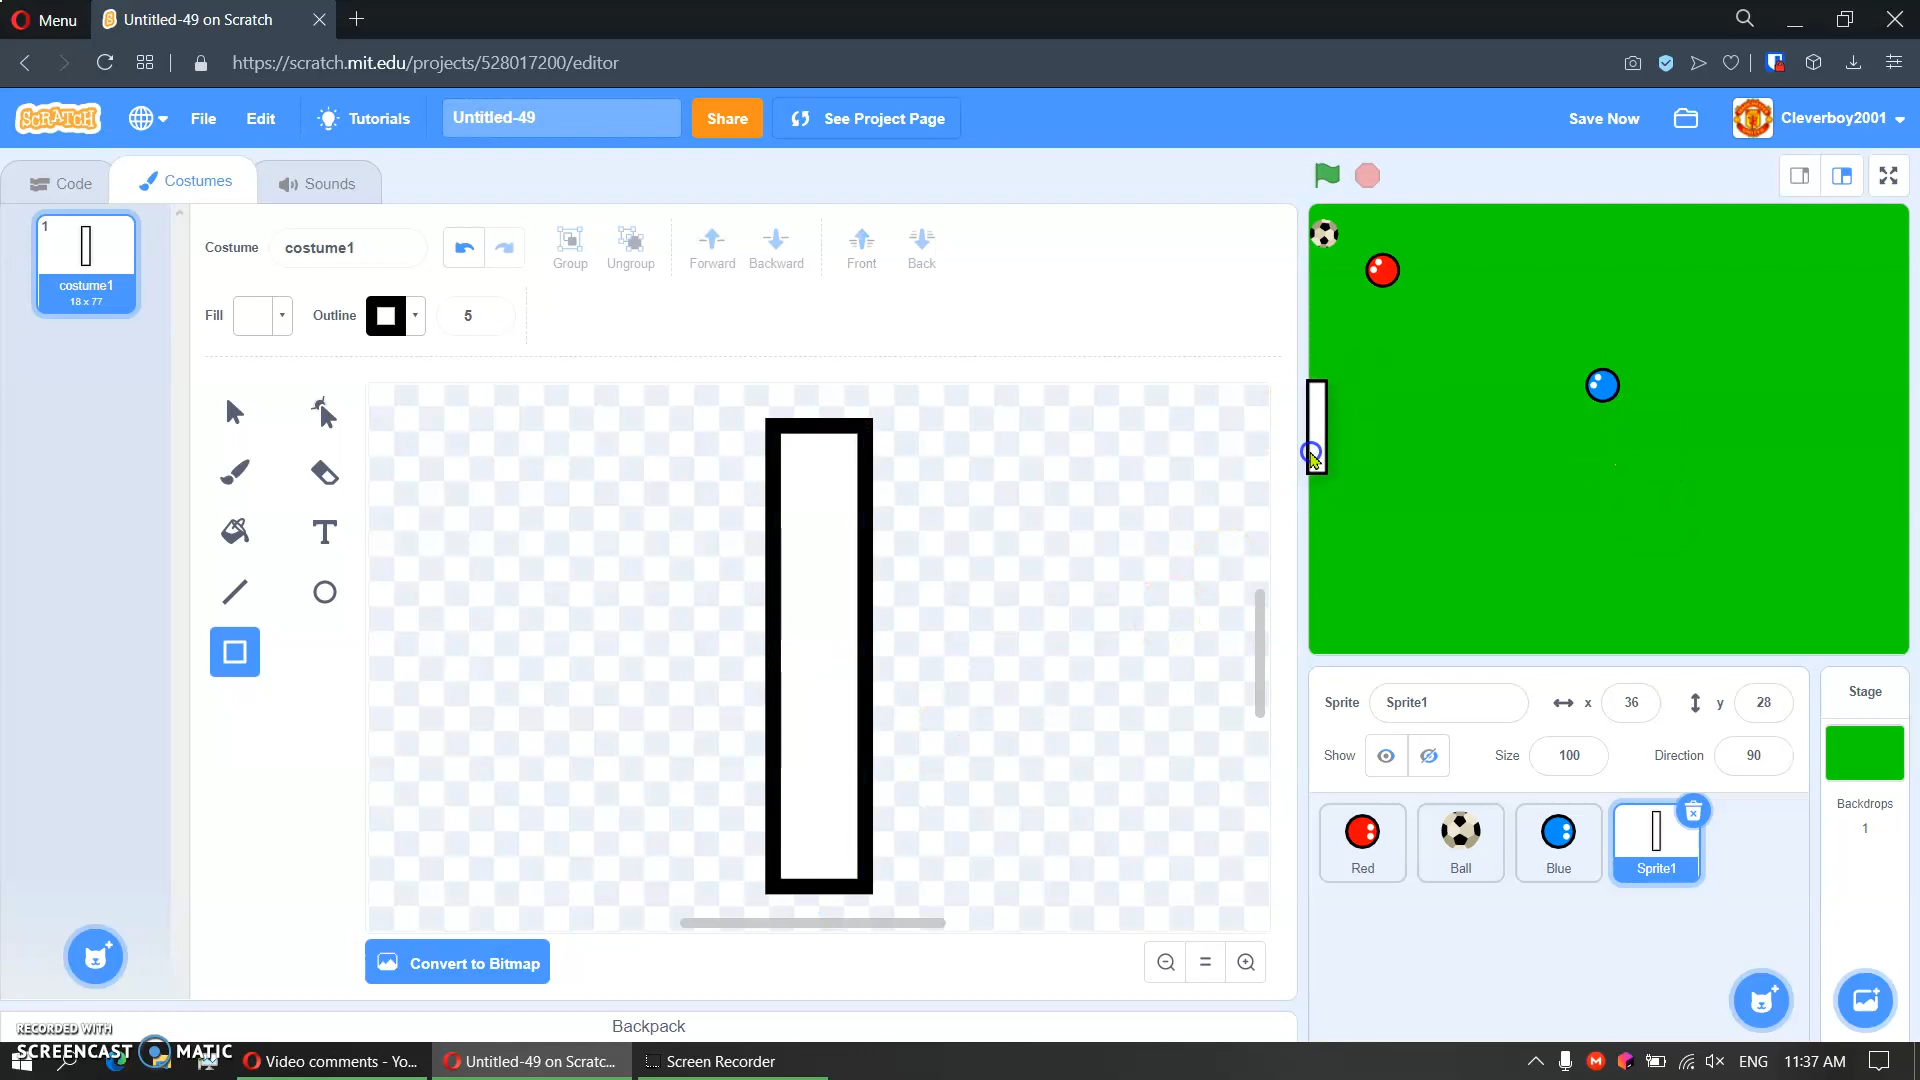 Menu
Untitled-49 on Scratch
https://scratch.mit.edu/projects/528017200/editor
SCRATCH
File
Edit
Tutorials
Untitled-49
Share
See Project Page
Save Now
Cleverboy2001
Code
Costumes
Sounds
1
costume1
18 x 77
Costume
costume1
Group
Ungroup
Forward
Backward
Front
Back
Fill
Outline
5
Convert to Bitmap
Backpack
Sprite
Sprite1
x
36
y
28
Show
Size
100
Direction
90
Red
Ball
Blue
Sprite1
Stage
Backdrops
1
RECORDED WITH
SCREENCAST MATIC
Video comments - Yo...
Untitled-49 on Scratc...
Screen Recorder
ENG
11:37 AM